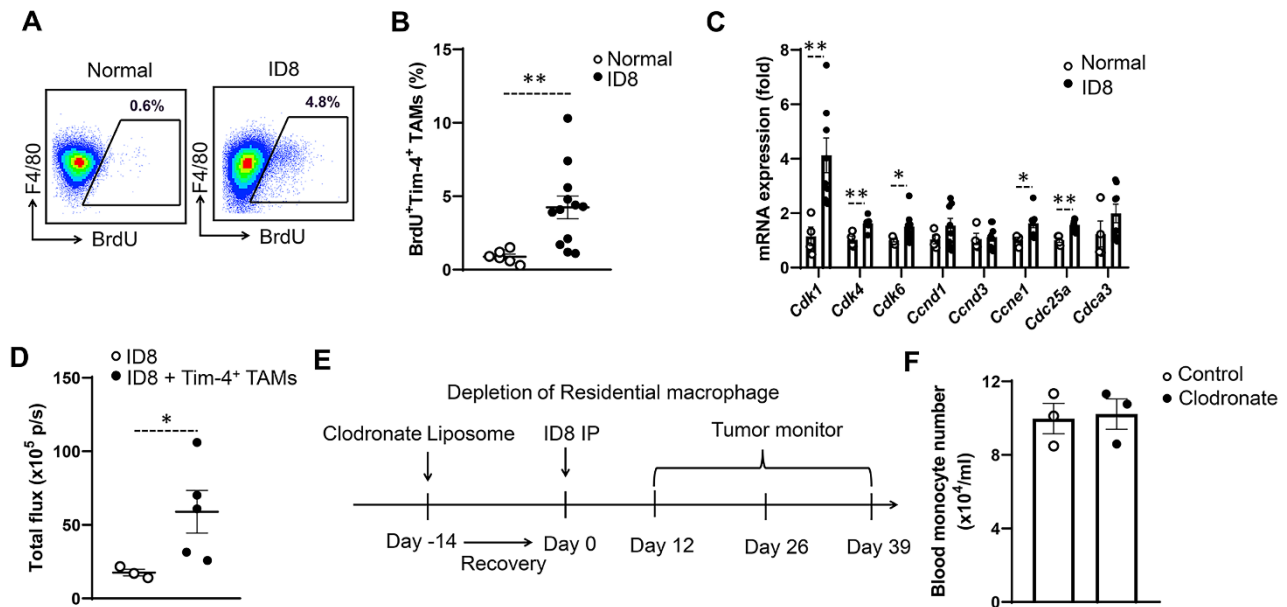 A
Normal
ID8
0.6%
4.8%
F4/80
F4/80
BrdU
BrdU
B
BrdU⁺Tim-4⁺ TAMs (%)
15
10
5
0
**
Normal
ID8
C
mRNA expression (fold)
8
6
4
2
0
**
**
*
*
**
Normal
ID8
Cdk1
Cdk4
Cdk6
Ccnd1
Ccnd3
Ccne1
Cdc25a
Cdca3
D
ID8
ID8 + Tim-4⁺ TAMs
Total flux (x10⁵ p/s)
150
100
50
0
*
E
Depletion of Residential macrophage
Clodronate Liposome
ID8 IP
Tumor monitor
Day -14
Recovery
Day 0
Day 12
Day 26
Day 39
F
Blood monocyte number
(x10⁴/ml)
12
8
4
0
Control
Clodronate